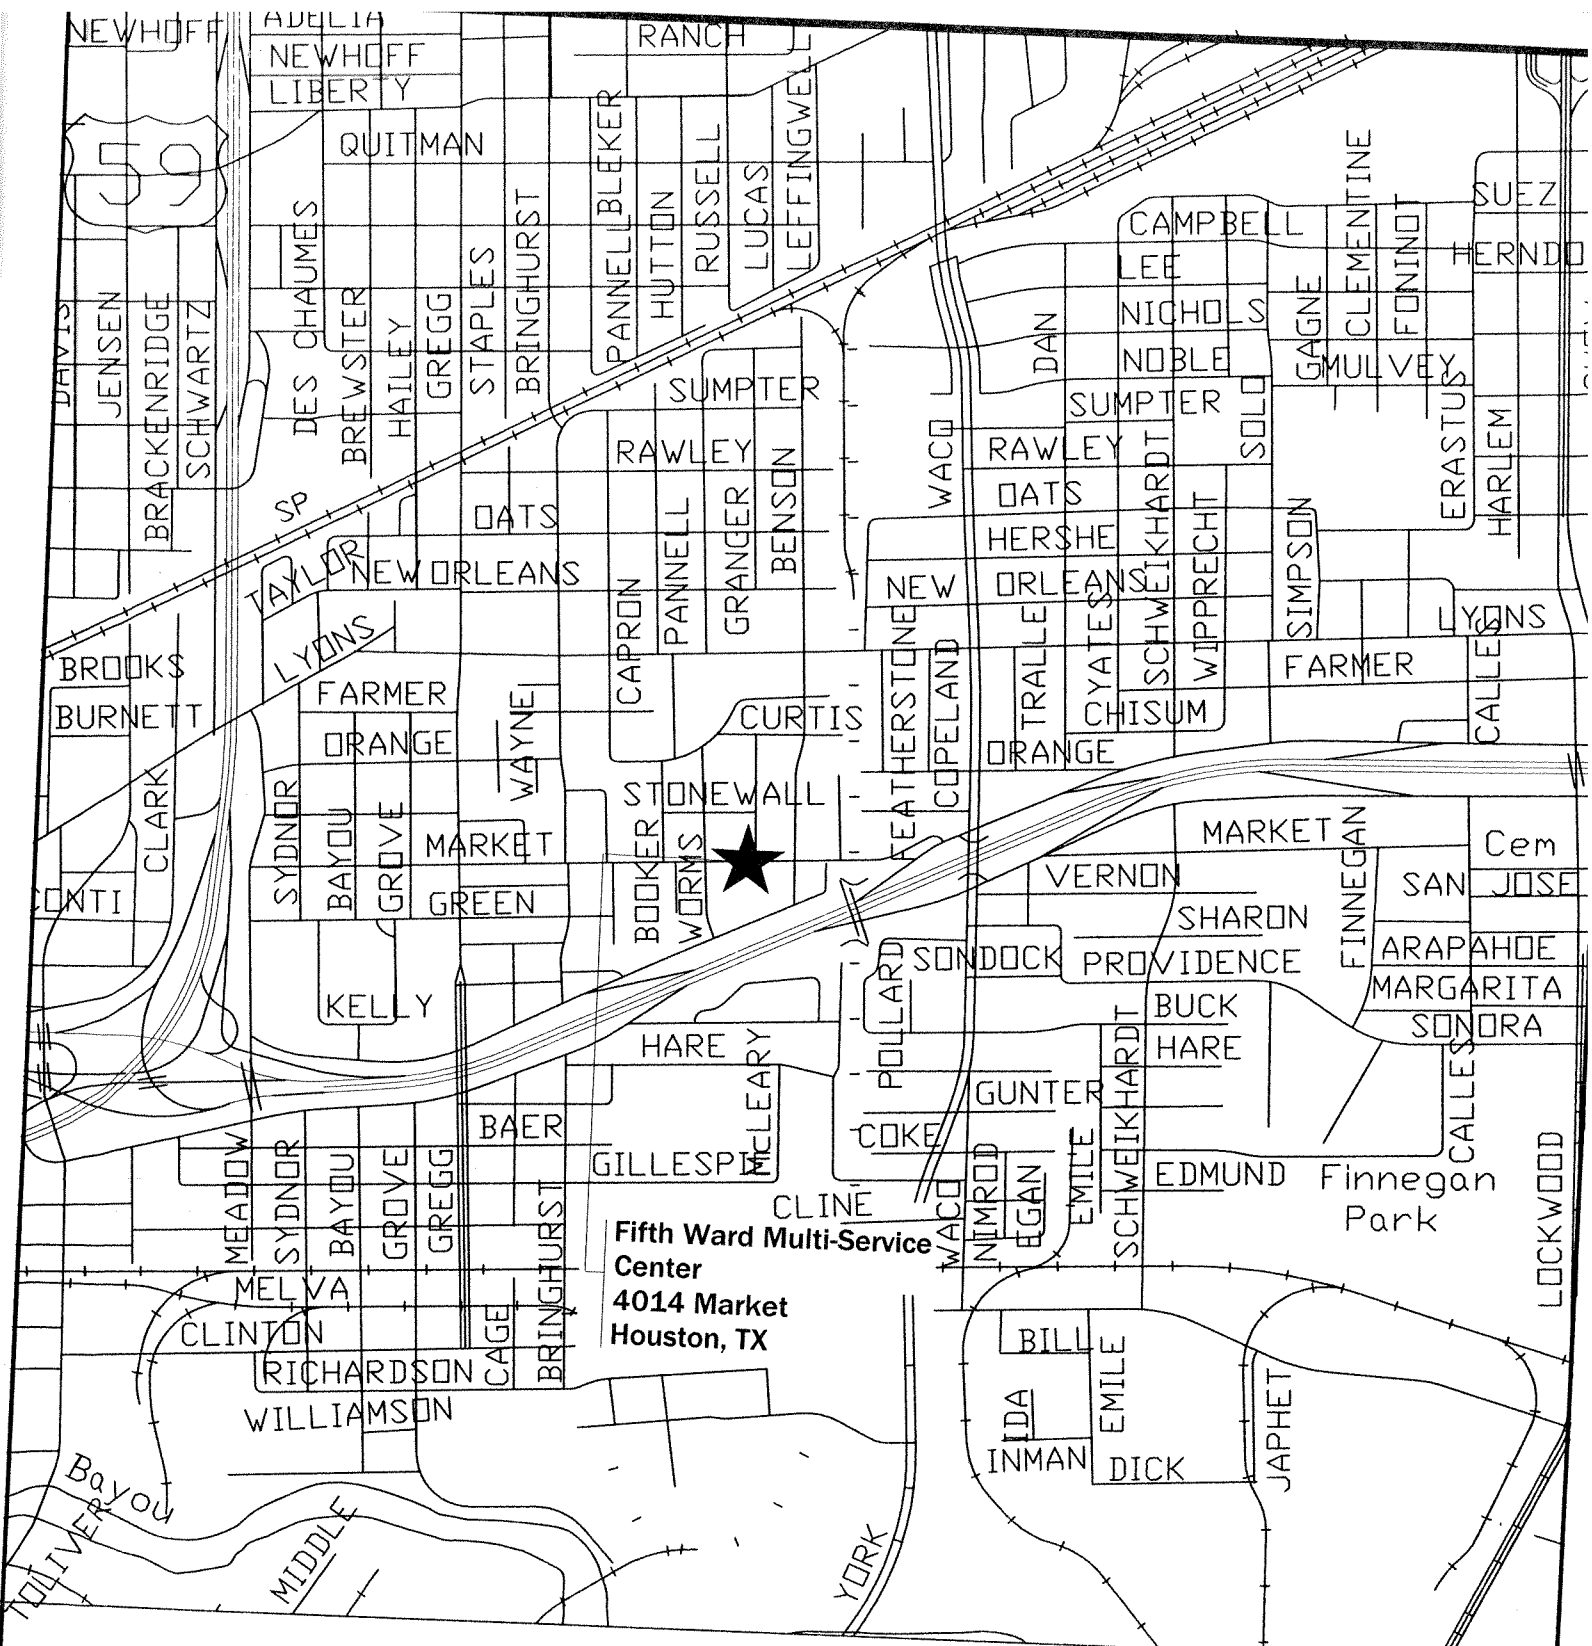 NEWHOFF
ADELIA
NEWHOFF
LIBERTY
RANCH
QUITMAN
59
BLEKER
PANNELL
HUTTON
RUSSELL
LUCAS
LEFFINGWELL
CLEMENTINE
FONINOT
GAGNE
SUEZ
CAMPBELL
LEE
NICHOLS
NOBLE
MULVEY
DAVIS
JENSEN
BRACKENRIDGE
SCHWARTZ
DES CHAUMES
BREWSTER
HAILEY
GREGG
STAPLES
BRINGHURST
SUMPTER
DAN
SUMPTER
SOLO
ERASTUS
HARLEM
RAWLEY
WACO
RAWLEY
SP
OATS
OATS
PANNELL
GRANGER
BENSON
HERSHE
SCHWEIKHARDT
WIPPRECHT
SIMPSON
TAYLOR
NEW ORLEANS
NEW ORLEANS
CAPRON
LYONS
LYONS
BROOKS
FARMER
FARMER
BURNETT
CURTIS
FEATHERSTONE
COPELAND
TRALLE
YATES
CHISUM
CALLES
ORANGE
ORANGE
WAYNE
CLARK
SYDNOR
BAYOU
GROVE
STONEWALL
MARKET
MARKET
BOOKER
WORMS
FINNEGAN
Cem
VERNON
SAN JOSE
CONTI
GREEN
SHARON
SONDOCK
PROVIDENCE
ARAPAHOE
MARGARITA
KELLY
POLLARD
BUCK
SONORA
HARE
HARE
McLEARY
GUNTER
SCHWEIKHARDT
CALLES
BAER
COKE
MEADOW
SYDNOR
BAYOU
GROVE
GREGG
GILLESPIE
NIMROD
EGAN
EMILE
EDMUND
Finnegan
Park
LOCKWOOD
CLINE
WACO
Fifth Ward Multi-Service
Center
4014 Market
Houston, TX
MELVA
CLINTON
CAGE
BRINGHURST
RICHARDSON
WILLIAMSON
BILL
EMILE
IDA
INMAN
DICK
JAPHET
Bayou
TOLIVER
MIDDLE
YORK